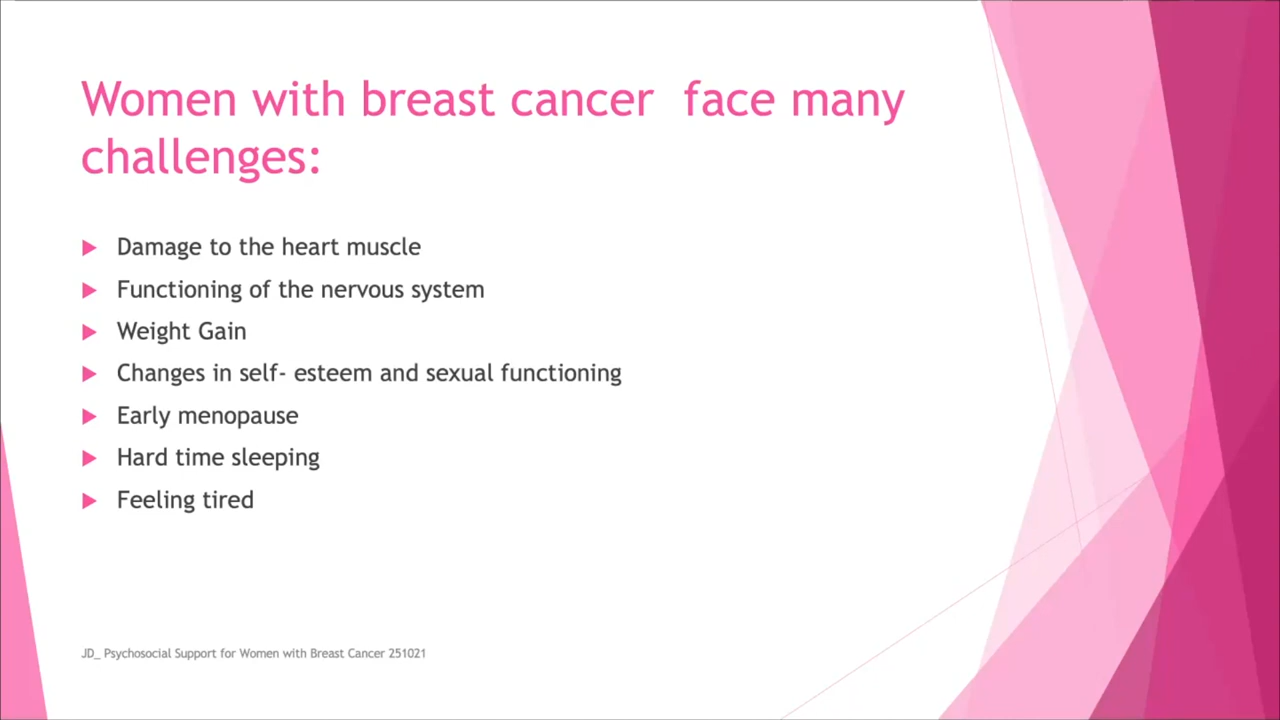 Women with breast cancer  face many
challenges:
Damage to the heart muscle
Functioning of the nervous system
Weight Gain
Changes in self- esteem and sexual functioning
Early menopause
Hard time sleeping
Feeling tired
JD_ Psychosocial Support for Women with Breast Cancer 251021